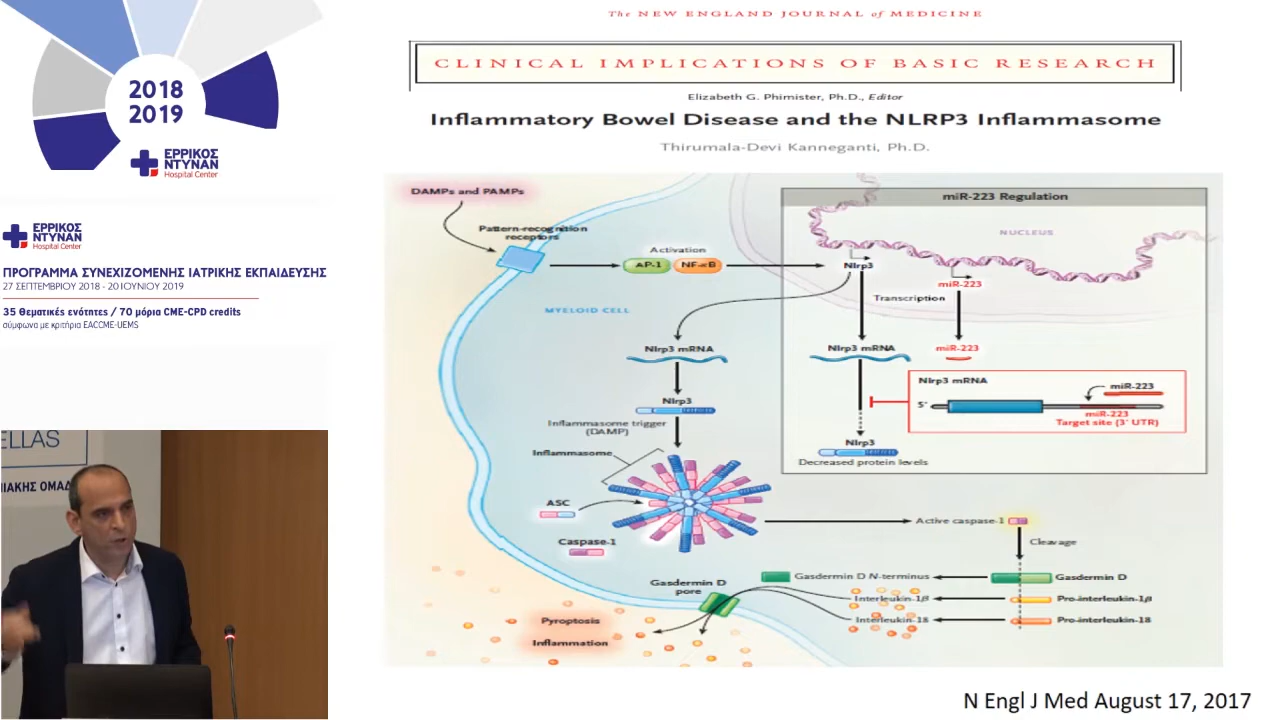 2018
2019
ΕΡΡΙΚΟΣ
ΝΤΥΝΑΝ
Hospital Center
ΕΡΡΙΚΟΣ
ΝΤΥΝΑΝ
Hospital Center
ΠΡΟΓΡΑΜΜΑ ΣΥΝΕΧΙΖΟΜΕΝΗΣ ΙΑΤΡΙΚΗΣ ΕΚΠΑΙΔΕΥΣΗΣ
27 ΣΕΠΤΕΜΒΡΙΟΥ 2018 - 20 ΙΟΥΝΙΟΥ 2019
35 θεματικές ενότητες / 70 μόρια CME-CPD credits
σύμφωνα με κριτήρια EACCME-UEMS
ELLAS
ΝΙΑΚΗΣ ΟΜΑΔ
The NEW ENGLAND JOURNAL of MEDICINE
CLINICAL IMPLICATIONS OF BASIC RESEARCH
Elizabeth G. Phimister, Ph.D., Editor
Inflammatory Bowel Disease and the NLRP3 Inflammasome
Thirumala-Devi Kanneganti, Ph.D.
DAMPs and PAMPs
Pattern-recognition
receptors
Activation
AP-1
NF-κB
MYELOID CELL
miR-223 Regulation
NUCLEUS
Nlrp3
miR-223
Transcription
Nlrp3 mRNA
Nlrp3 mRNA
miR-223
Nlrp3
Nlrp3 mRNA
miR-223
5'
miR-223
Target site (3' UTR)
Inflammasome trigger
(DAMP)
Nlrp3
Decreased protein levels
Inflammasome
ASC
Caspase-1
Active caspase-1
Cleavage
Gasdermin D
pore
Gasdermin D N-terminus
Gasdermin D
Interleukin-1β
Pro-interleukin-1β
Interleukin-18
Pro-interleukin-18
Pyroptosis
Inflammation
N Engl J Med August 17, 2017